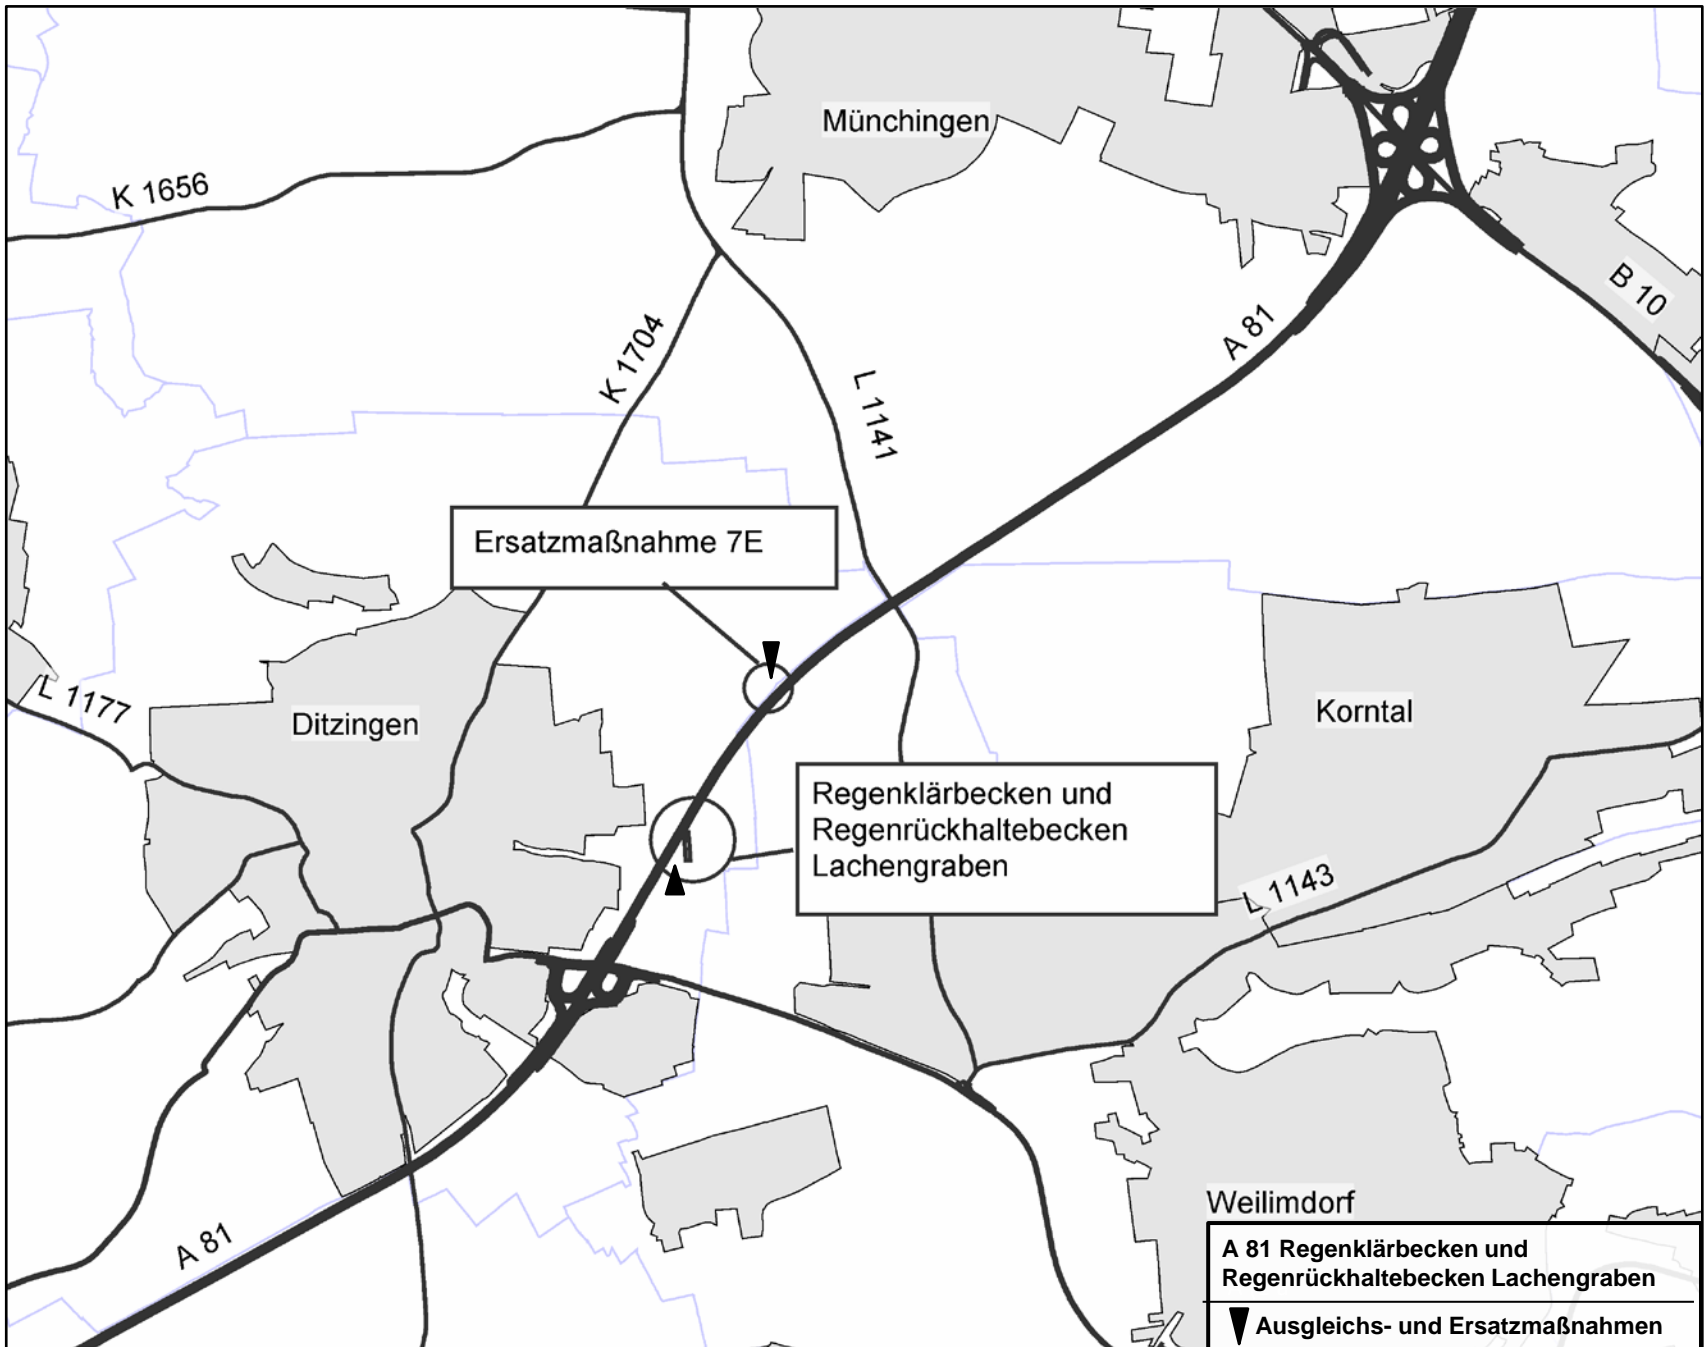 Münchingen
K 1656
B 10
A 81
K 1704
L 1141
Ersatzmaßnahme 7E
L 1177
Ditzingen
Korntal
Regenklärbecken und
Regenrückhaltebecken
Lachengraben
L 1143
Weilimdorf
A 81
A 81 Regenklärbecken und
Regenrückhaltebecken Lachengraben
Ausgleichs- und Ersatzmaßnahmen